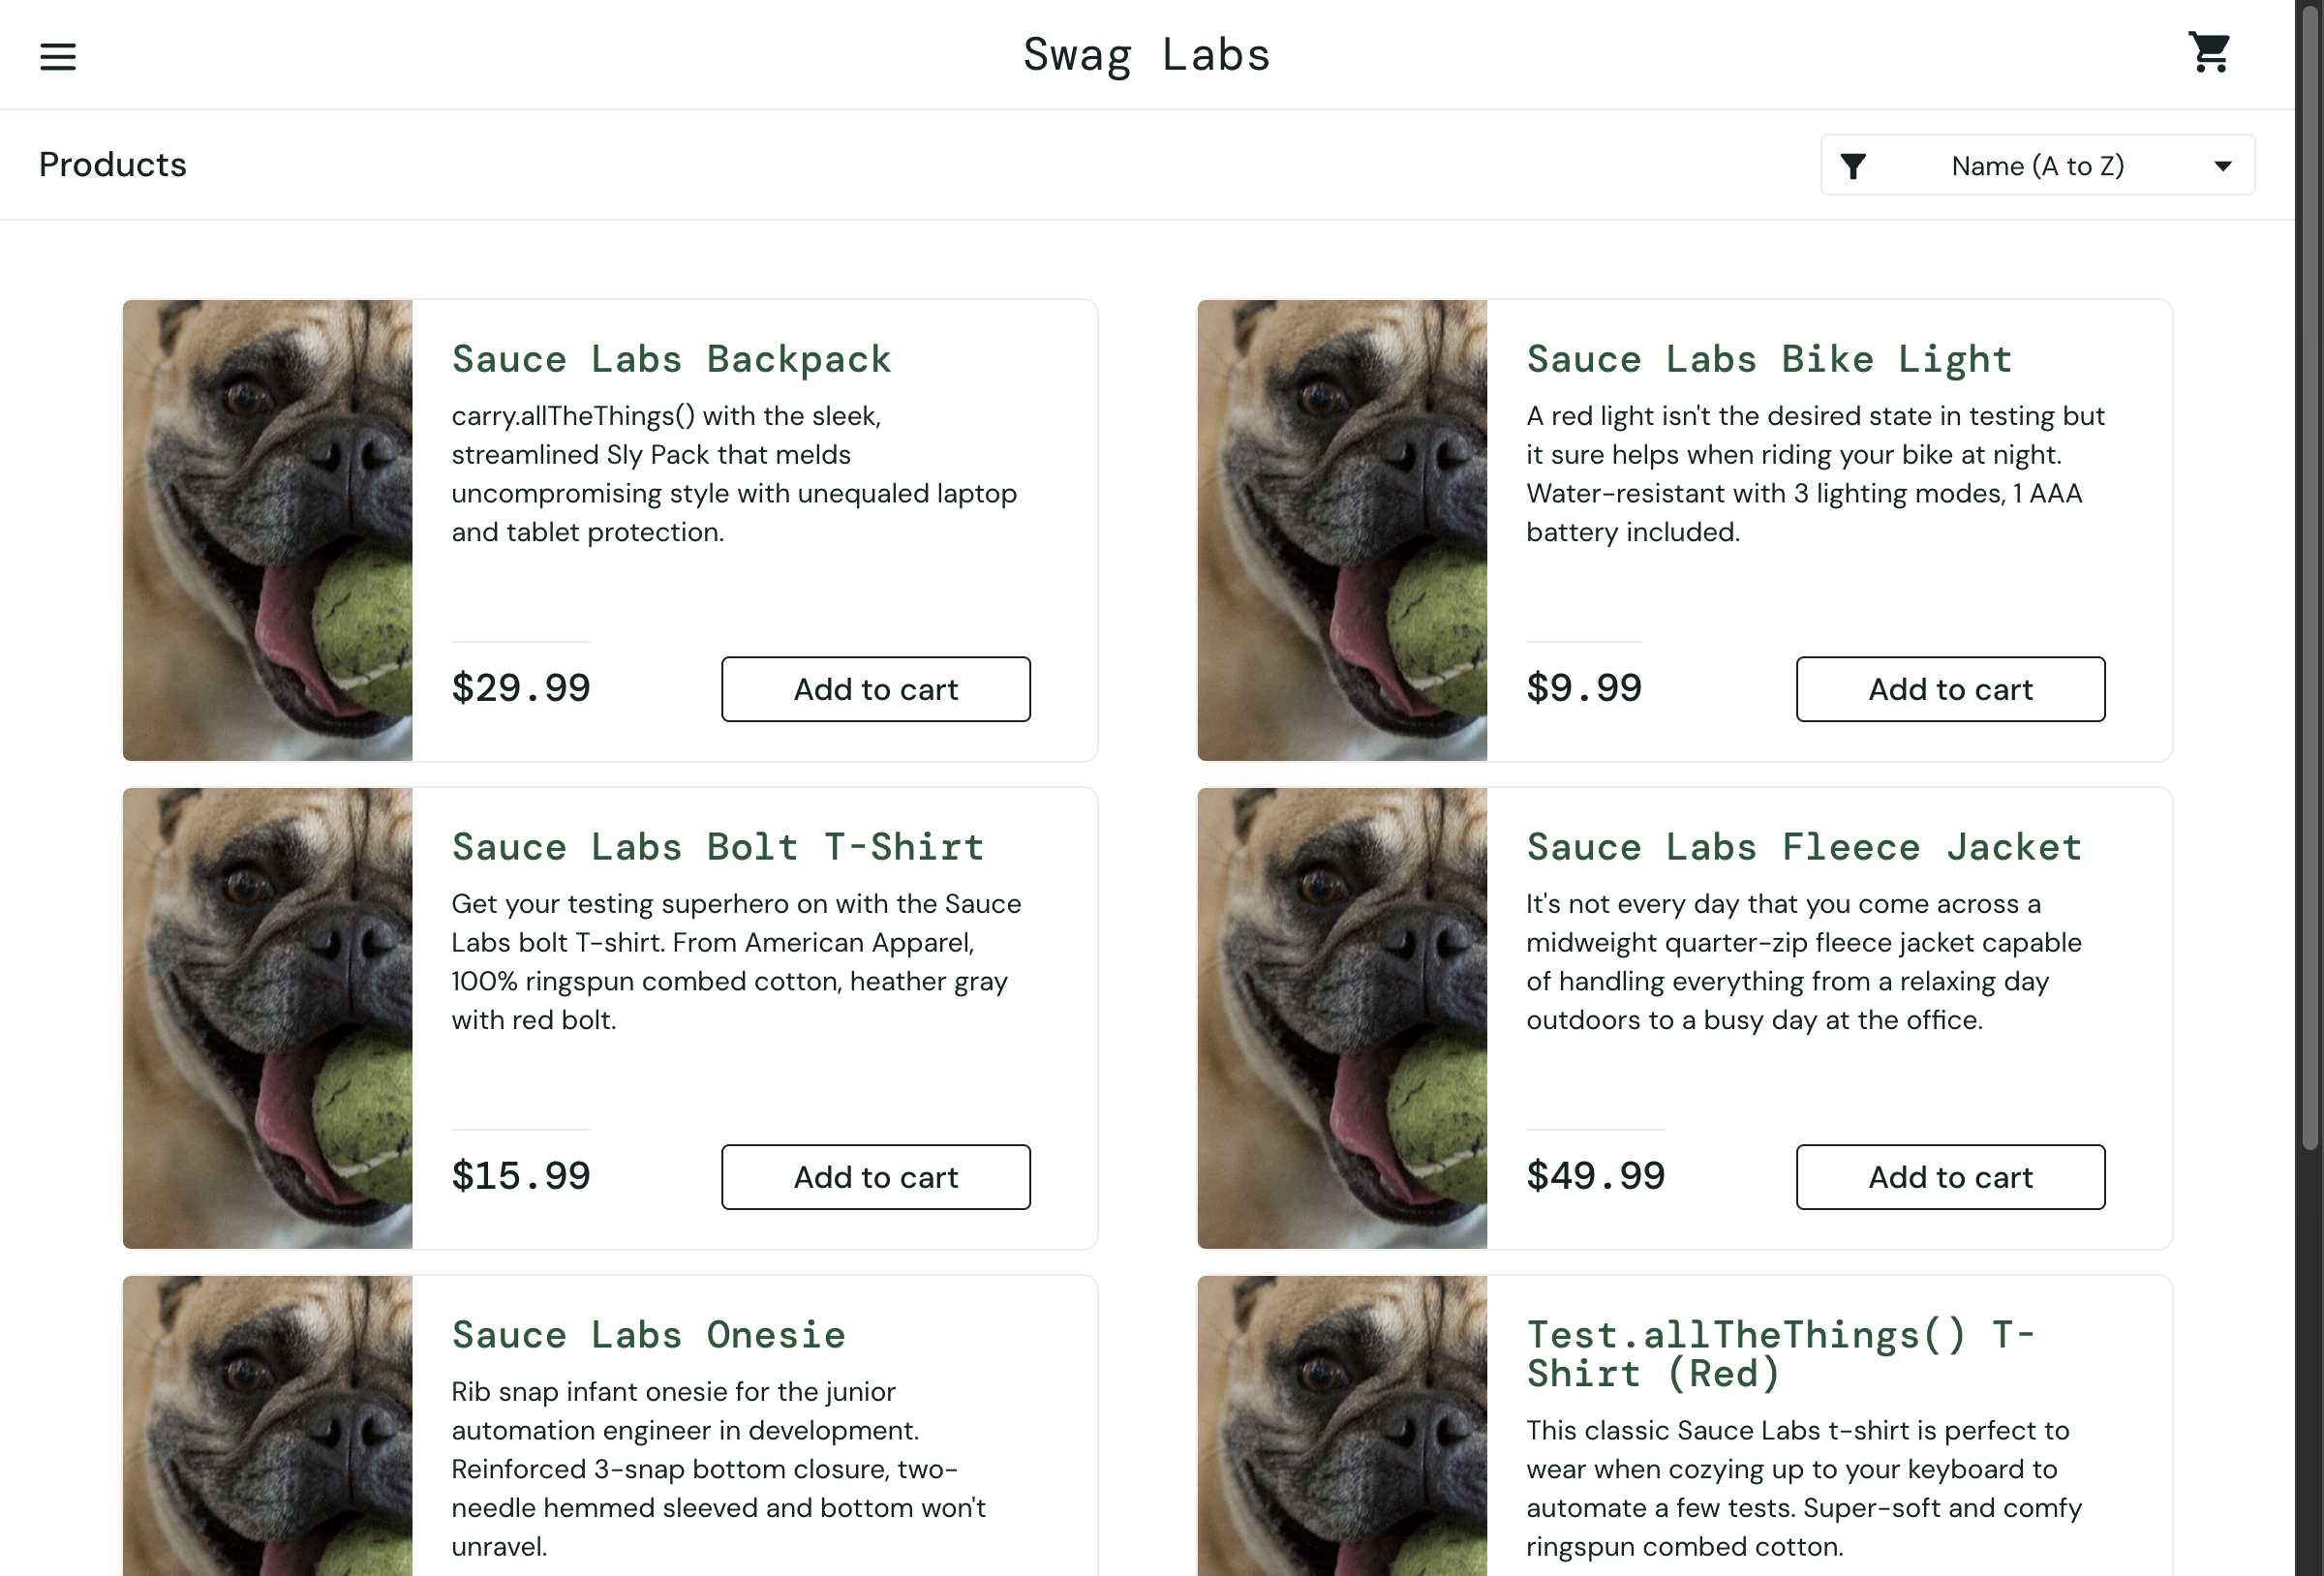 Swag Labs
Products
Name (A to Z)
Sauce Labs Backpack
carry.allTheThings() with the sleek,
streamlined Sly Pack that melds
uncompromising style with unequaled laptop
and tablet protection.
$29.99
Add to cart
Sauce Labs Bike Light
A red light isn't the desired state in testing but
it sure helps when riding your bike at night.
Water-resistant with 3 lighting modes, 1 AAA
battery included.
$9.99
Add to cart
Sauce Labs Bolt T-Shirt
Get your testing superhero on with the Sauce
Labs bolt T-shirt. From American Apparel,
100% ringspun combed cotton, heather gray
with red bolt.
$15.99
Add to cart
Sauce Labs Fleece Jacket
It's not every day that you come across a
midweight quarter-zip fleece jacket capable
of handling everything from a relaxing day
outdoors to a busy day at the office.
$49.99
Add to cart
Sauce Labs Onesie
Rib snap infant onesie for the junior
automation engineer in development.
Reinforced 3-snap bottom closure, two-
needle hemmed sleeved and bottom won't
unravel.
Test.allTheThings() T-
Shirt (Red)
This classic Sauce Labs t-shirt is perfect to
wear when cozying up to your keyboard to
automate a few tests. Super-soft and comfy
ringspun combed cotton.